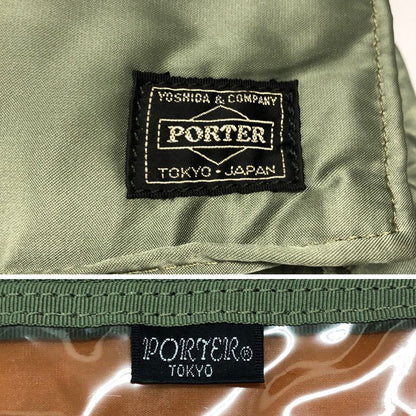 YOSHIDA & COMPANY
PORTER
TOKYO-JAPAN
PORTER®
TOKYO